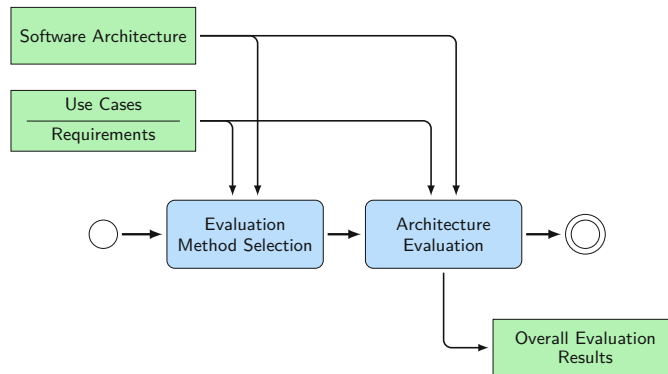 Software Architecture
Use Cases
Requirements
Evaluation
Method Selection
Architecture
Evaluation
Overall Evaluation
Results